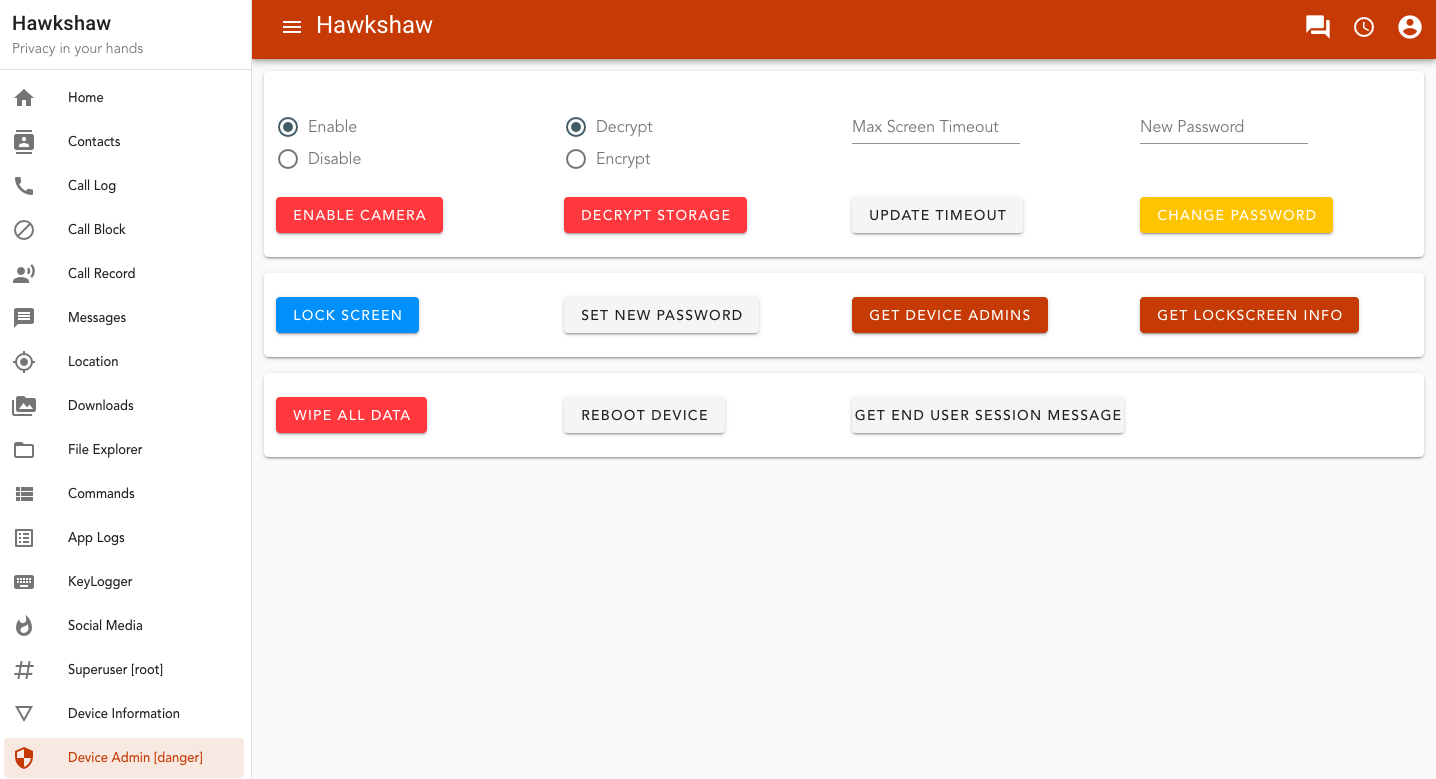 Hawkshaw
Privacy in your hands
Home
Contacts
Call Log
Call Block
Call Record
Messages
Location
Downloads
File Explorer
Commands
App Logs
KeyLogger
Social Media
Superuser [root]
Device Information
Device Admin [danger]
Hawkshaw
Enable
Disable
ENABLE CAMERA
Decrypt
Encrypt
DECRYPT STORAGE
Max Screen Timeout
UPDATE TIMEOUT
New Password
CHANGE PASSWORD
LOCK SCREEN
SET NEW PASSWORD
GET DEVICE ADMINS
GET LOCKSCREEN INFO
WIPE ALL DATA
REBOOT DEVICE
GET END USER SESSION MESSAGE